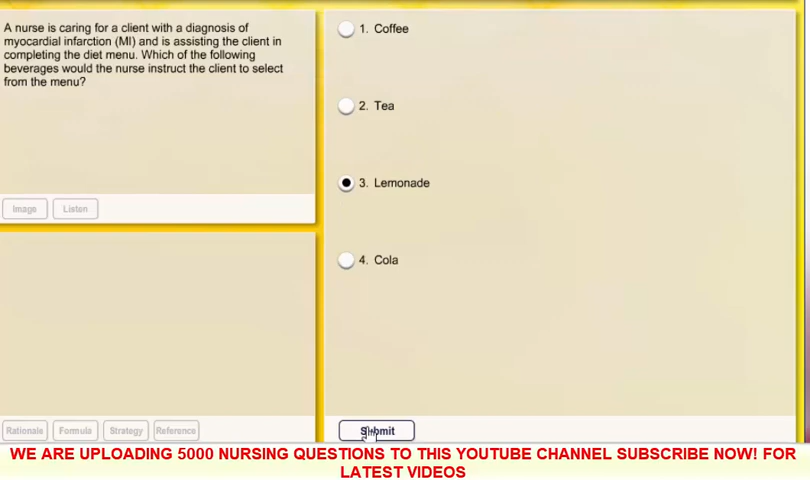 A nurse is caring for a client with a diagnosis of
myocardial infarction (MI) and is assisting the client in
completing the diet menu. Which of the following
beverages would the nurse instruct the client to select
from the menu?
Image
Listen
Rationale
Formula
Strategy
Reference
1. Coffee
2. Tea
3. Lemonade
4. Cola
Submit
WE ARE UPLOADING 5000 NURSING QUESTIONS TO THIS YOUTUBE CHANNEL SUBSCRIBE NOW! FOR
LATEST VIDEOS